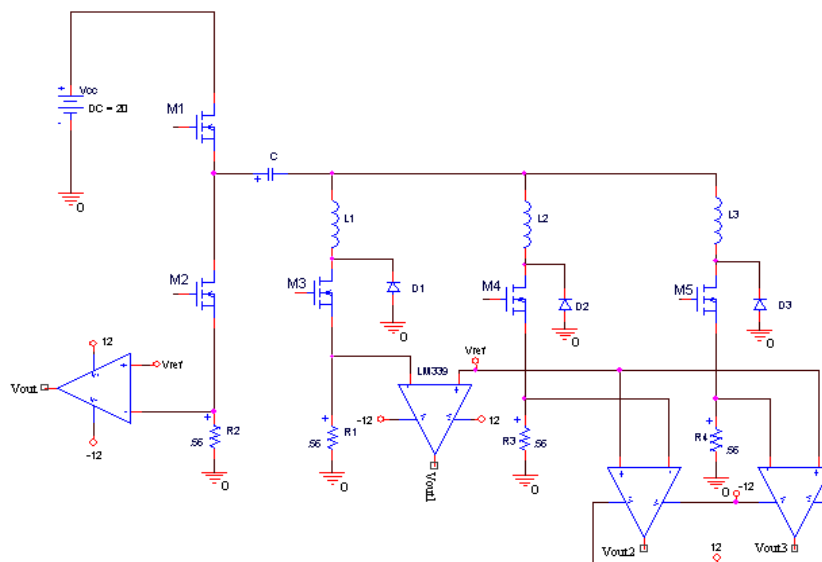 Vcc
DC = 20
M1
0
C
L1
L2
L3
M2
M3
D1
M4
D2
M5
D3
0
0
0
12
Vref
Vout
-12
R2
.56
0
LM339
Vref
-12
12
R1
.56
0
Vout1
R3
.56
0
R4
.56
0
-12
Vout2
12
Vout3